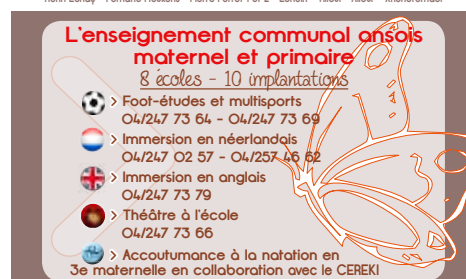 L'enseignement communal ansois
maternel et primaire
8 écoles - 10 implantations
> Foot-études et multisports
04/247 73 64 - 04/247 73 69
> Immersion en néerlandais
04/247 02 57 - 04/257 46 62
> Immersion en anglais
04/247 73 79
> Théâtre à l'école
04/247 73 66
> Accoutumance à la natation en
3e maternelle en collaboration avec le CEREKI